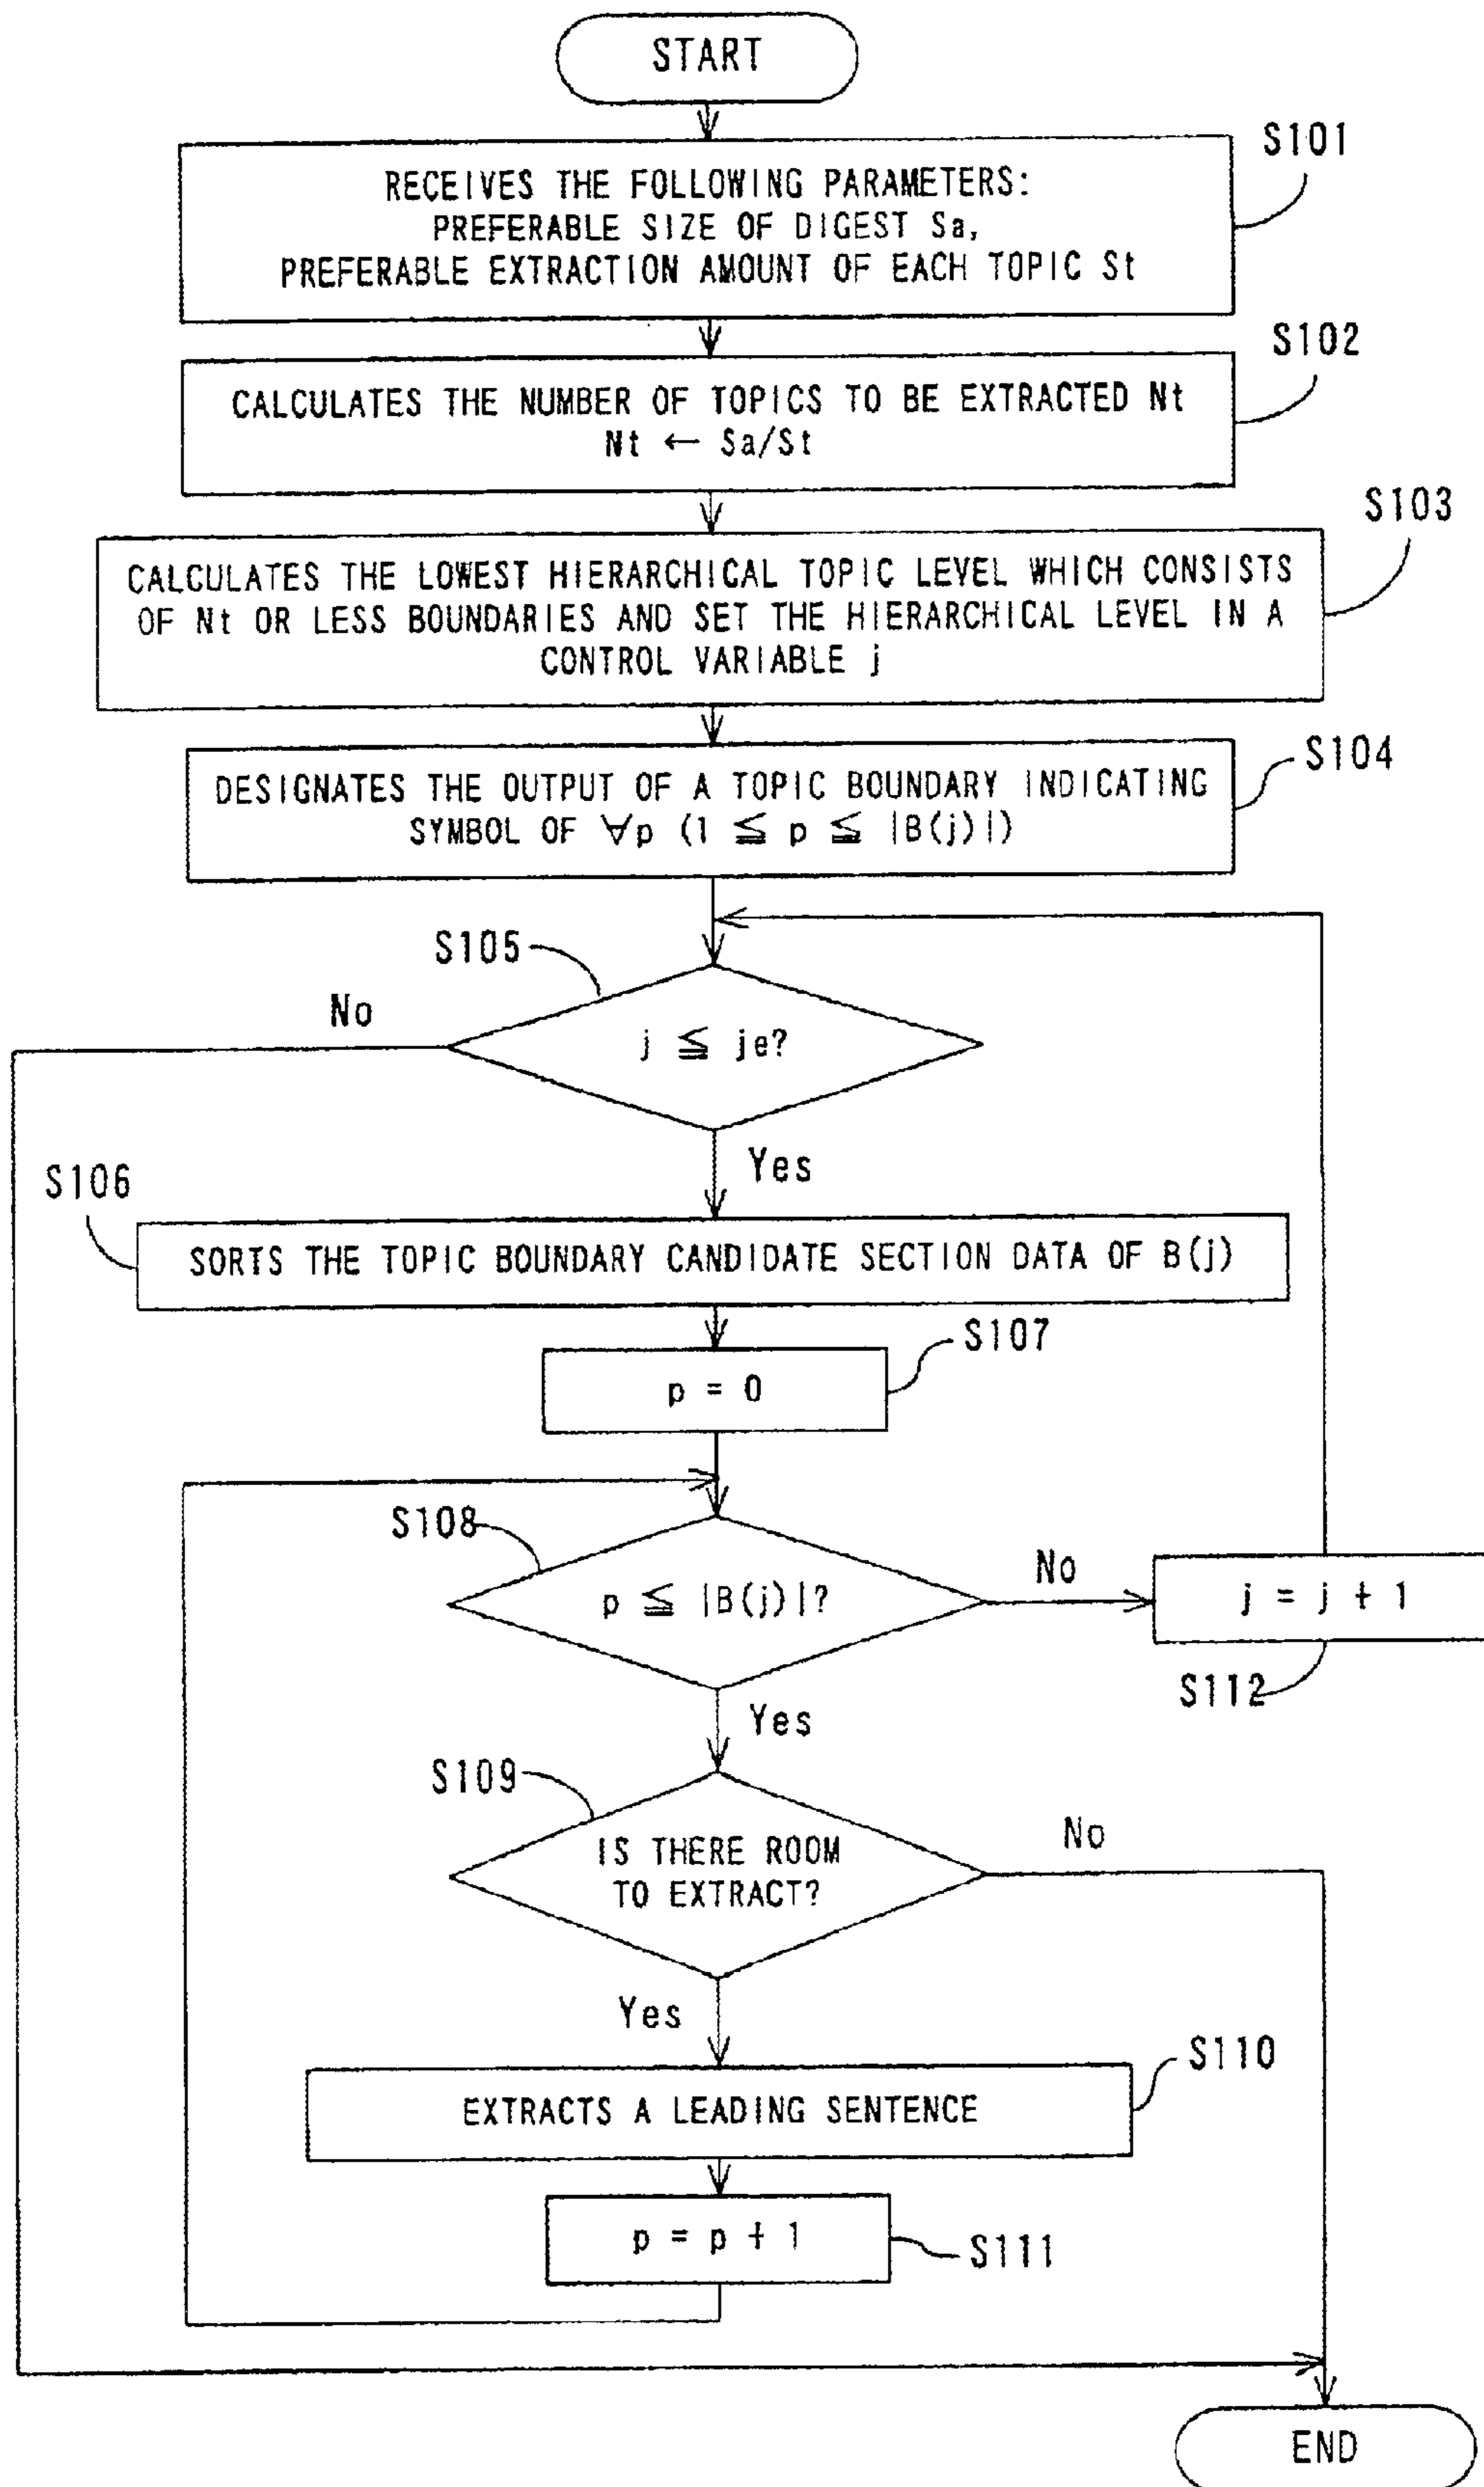 START
S101
RECEIVES THE FOLLOWING PARAMETERS:
PREFERABLE SIZE OF DIGEST Sa,
PREFERABLE EXTRACTION AMOUNT OF EACH TOPIC St
S102
CALCULATES THE NUMBER OF TOPICS TO BE EXTRACTED Nt
Nt ← Sa/St
S103
CALCULATES THE LOWEST HIERARCHICAL TOPIC LEVEL WHICH CONSISTS
OF Nt OR LESS BOUNDARIES AND SET THE HIERARCHICAL LEVEL IN A
CONTROL VARIABLE j
S104
DESIGNATES THE OUTPUT OF A TOPIC BOUNDARY INDICATING
SYMBOL OF ∀p (1 ≦ p ≦ |B(j)|)
S105
No
j ≦ je?
Yes
S106
SORTS THE TOPIC BOUNDARY CANDIDATE SECTION DATA OF B(j)
S107
p = 0
S108
p ≦ |B(j)|?
No
j = j + 1
S112
Yes
S109
IS THERE ROOM
TO EXTRACT?
No
Yes
S110
EXTRACTS A LEADING SENTENCE
p = p + 1
S111
END